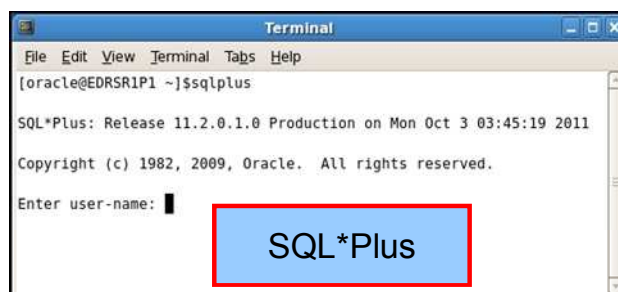 Terminal
File Edit View Terminal Tabs Help
[oracle@EDRSR1P1 ~]$sqlplus
SQL*Plus: Release 11.2.0.1.0 Production on Mon Oct 3 03:45:19 2011
Copyright (c) 1982, 2009, Oracle.  All rights reserved.
Enter user-name:
SQL*Plus